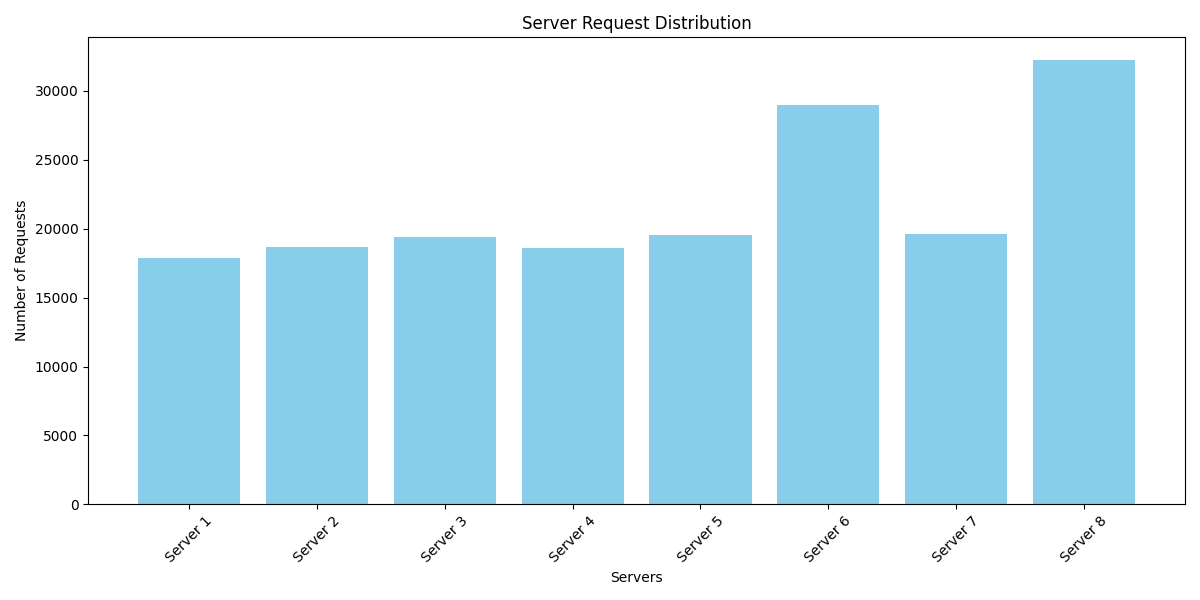 Server Request Distribution
Number of Requests
30000
25000
20000
15000
10000
5000
0
Server 1
Server 2
Server 3
Server 4
Server 5
Server 6
Server 7
Server 8
Servers